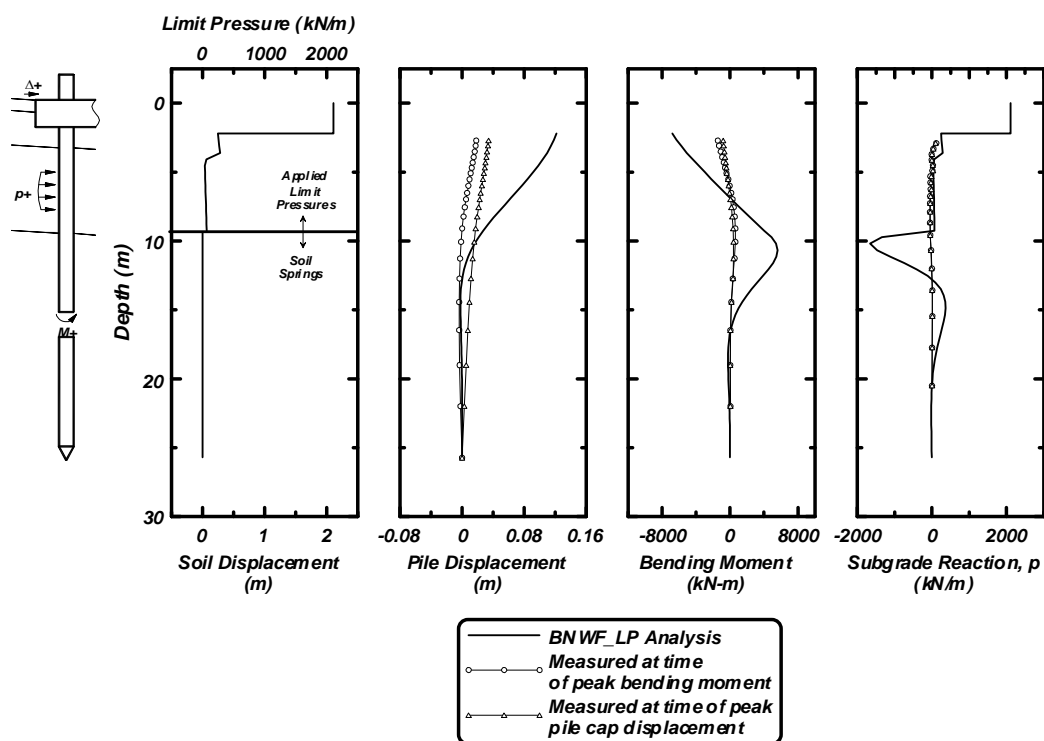 Limit Pressure (kN/m)
0 1000 2000
Δ+
p+
M+
Depth (m)
0
10
20
30
Applied
Limit
Pressures
Soil
Springs
0 1 2
Soil Displacement
(m)
-0.08 0 0.08 0.16
Pile Displacement
(m)
-8000 0 8000
Bending Moment
(kN-m)
-2000 0 2000
Subgrade Reaction, p
(kN/m)
BNWF_LP Analysis
Measured at time
of peak bending moment
Measured at time of peak
pile cap displacement